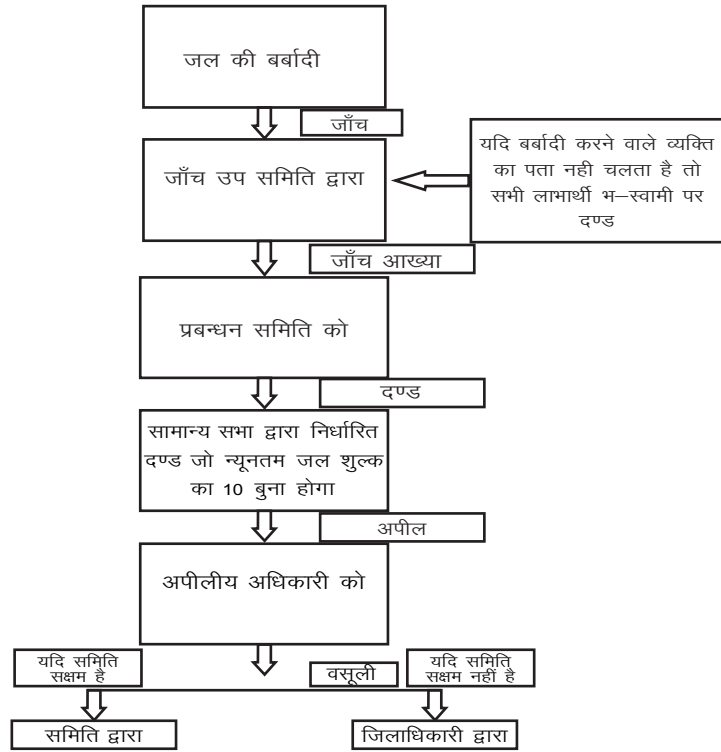 जल की बर्बादी
जाँच
जाँच उप समिति द्वारा
यदि बर्बादी करने वाले व्यक्ति
का पता नही चलता है तो
सभी लाभार्थी भ–स्वामी पर
दण्ड
जाँच आख्या
प्रबन्धन समिति को
दण्ड
सामान्य सभा द्वारा निर्धारित
दण्ड जो न्यूनतम जल शुल्क
का 10 बुना होगा
अपील
अपीलीय अधिकारी को
यदि समिति
सक्षम है
वसूली
यदि समिति
सक्षम नहीं है
समिति द्वारा
जिलाधिकारी द्वारा